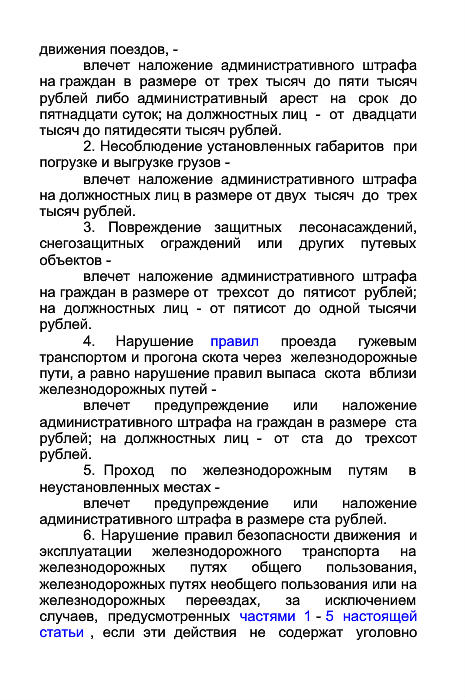 движения поездов, -
влечет наложение административного штрафа
на граждан в размере от трех тысяч до пяти тысяч
рублей либо административный арест на срок до
пятнадцати суток; на должностных лиц - от двадцати
тысяч до пятидесяти тысяч рублей.
2. Несоблюдение установленных габаритов при
погрузке и выгрузке грузов -
влечет наложение административного штрафа
на должностных лиц в размере от двух тысяч до трех
тысяч рублей.
3. Повреждение защитных лесонасаждений,
снегозащитных ограждений или других путевых
объектов -
влечет наложение административного штрафа
на граждан в размере от трехсот до пятисот рублей;
на должностных лиц - от пятисот до одной тысячи
рублей.
4. Нарушение правил проезда гужевым
транспортом и прогона скота через железнодорожные
пути, а равно нарушение правил выпаса скота вблизи
железнодорожных путей -
влечет предупреждение или наложение
административного штрафа на граждан в размере ста
рублей; на должностных лиц - от ста до трехсот
рублей.
5. Проход по железнодорожным путям в
неустановленных местах -
влечет предупреждение или наложение
административного штрафа в размере ста рублей.
6. Нарушение правил безопасности движения и
эксплуатации железнодорожного транспорта на
железнодорожных путях общего пользования,
железнодорожных путях необщего пользования или на
железнодорожных переездах, за исключением
случаев, предусмотренных частями 1 - 5 настоящей
статьи , если эти действия не содержат уголовно